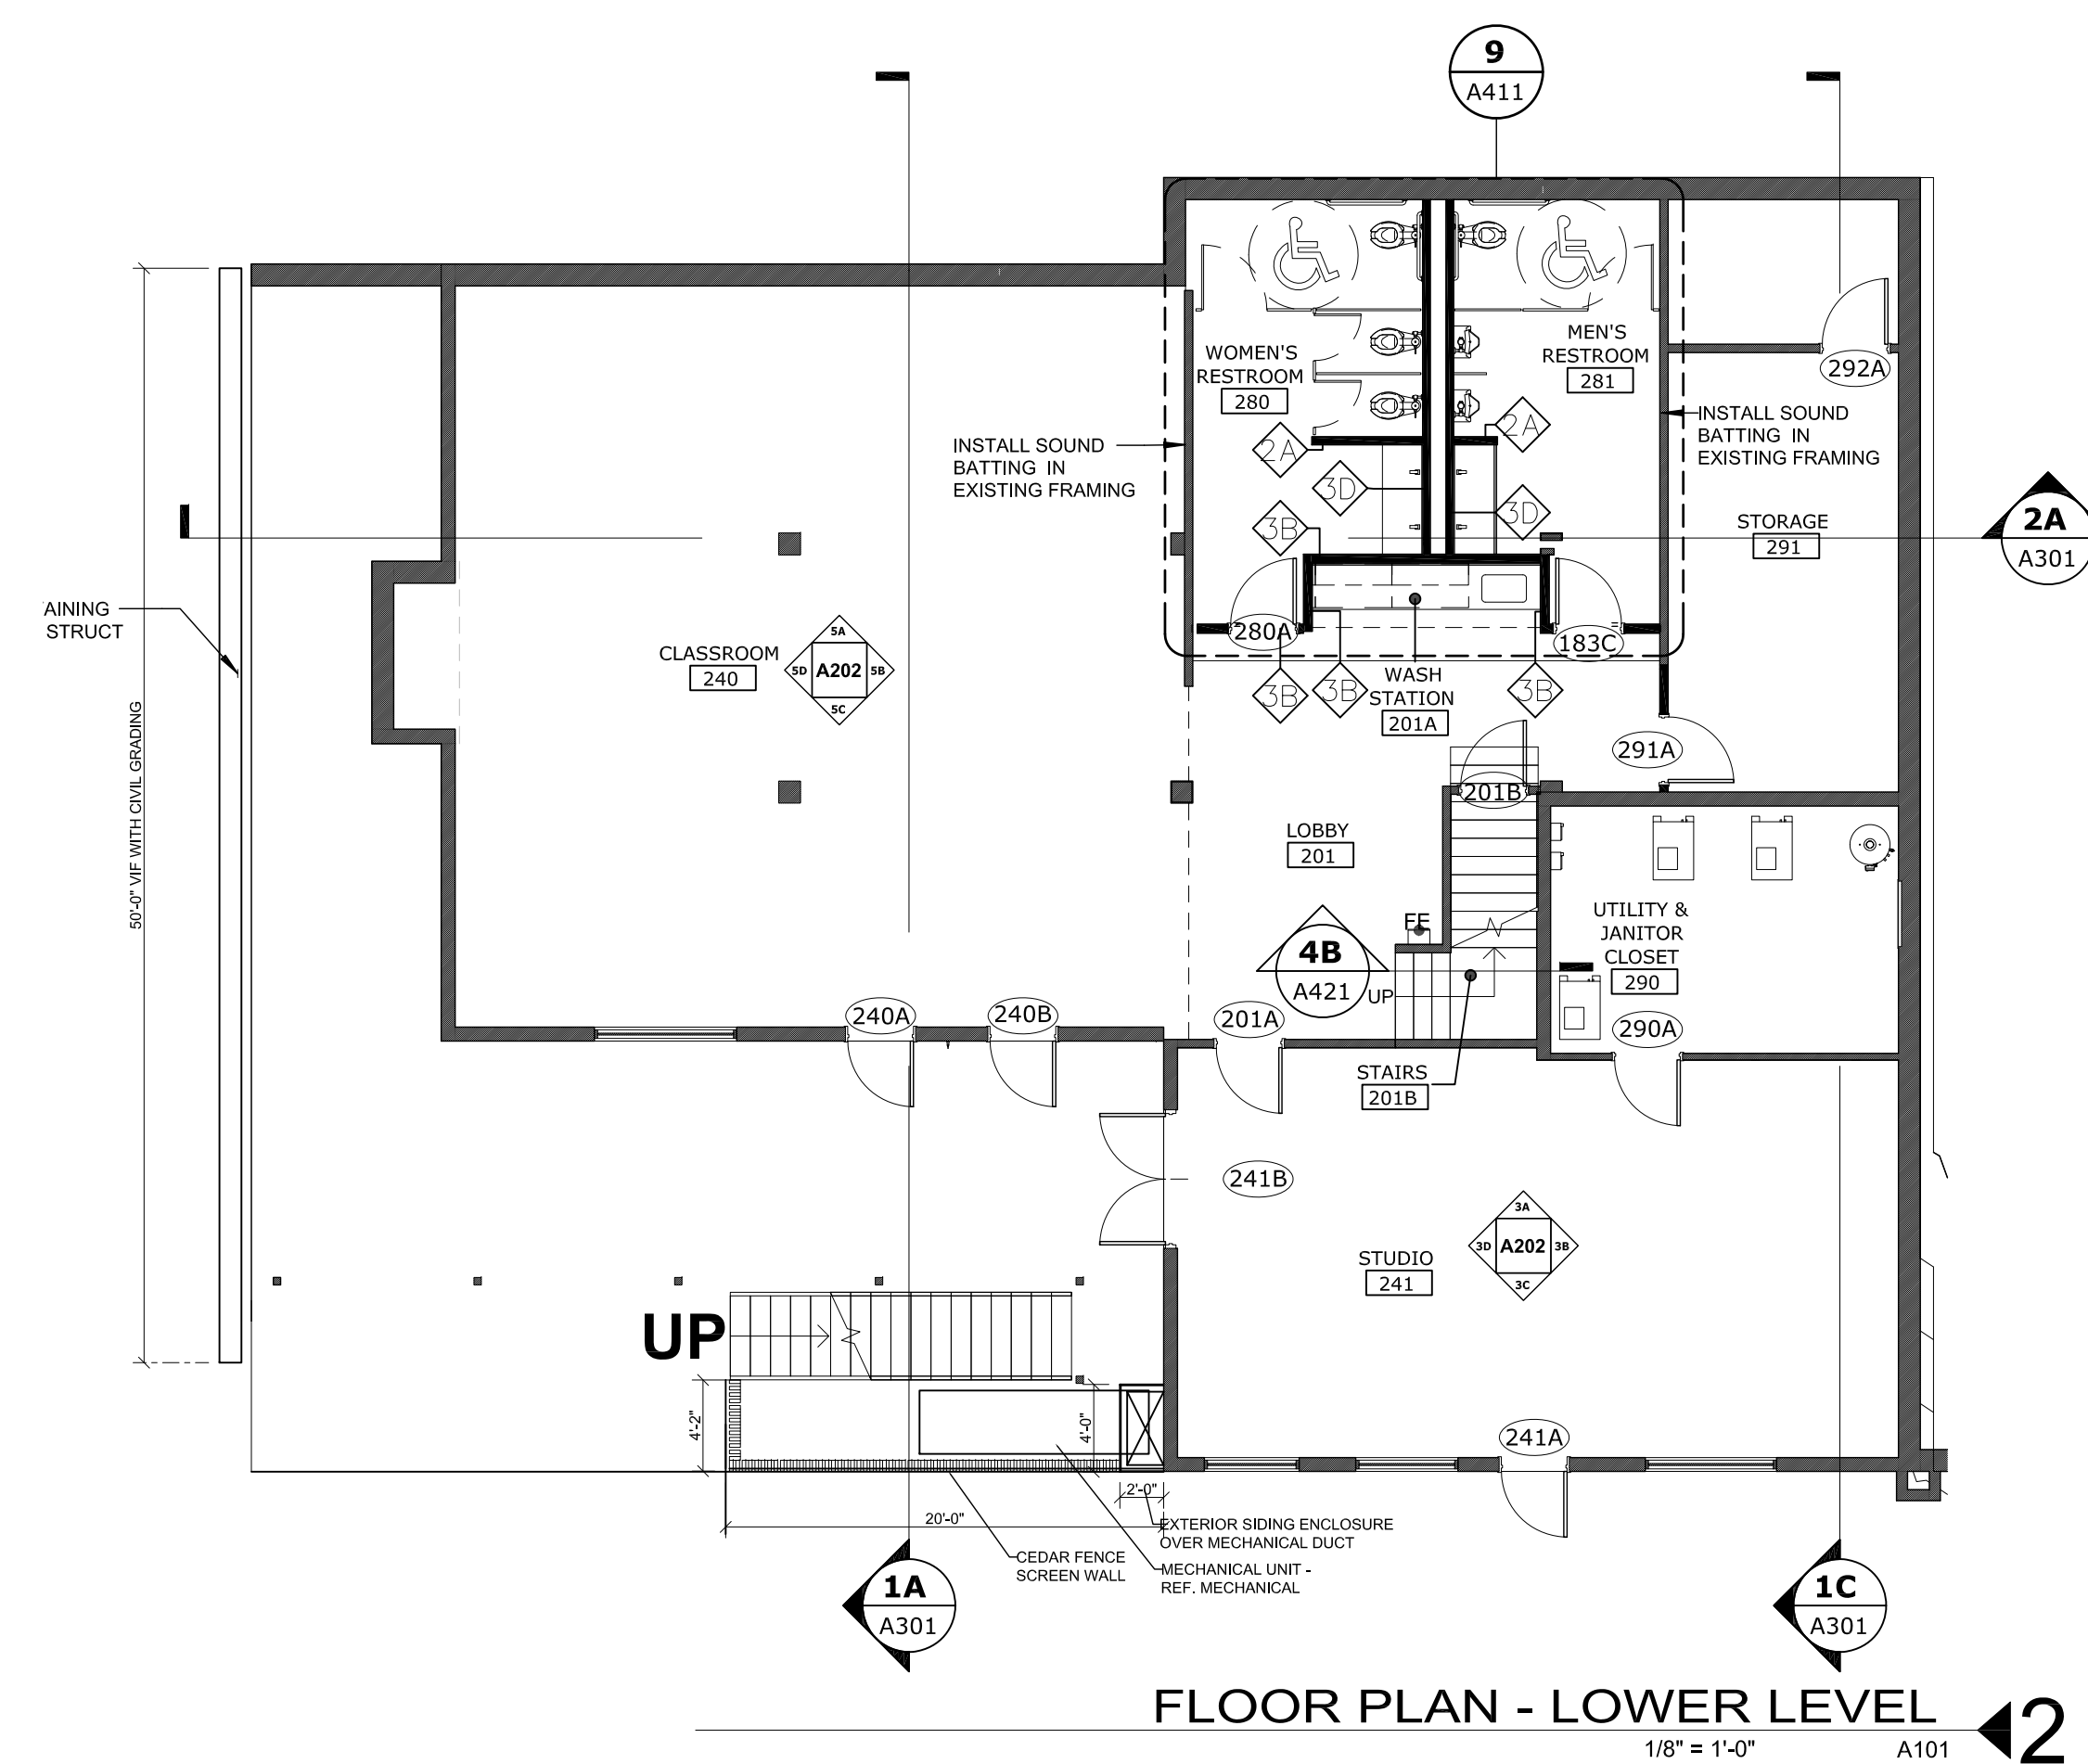 9
A411
WOMEN'S
RESTROOM
280
MEN'S
RESTROOM
281
292A
INSTALL SOUND
BATTING IN
EXISTING FRAMING
INSTALL SOUND
BATTING IN
EXISTING FRAMING
2A
2A
3D
3D
3B
STORAGE
291
2A
A301
AINING
STRUCT
CLASSROOM
240
5A
5D
A202
5B
5C
280A
183C
3B
3B
3B
WASH
STATION
201A
291A
201B
50'-0" VIF WITH CIVIL GRADING
LOBBY
201
FE
4B
A421
UP
UTILITY &
JANITOR
CLOSET
290
240A
240B
201A
290A
STAIRS
201B
241B
STUDIO
241
3A
3D
A202
3B
3C
UP
4'-2"
4'-0"
241A
2'-0"
20'-0"
EXTERIOR SIDING ENCLOSURE
OVER MECHANICAL DUCT
CEDAR FENCE
SCREEN WALL
MECHANICAL UNIT -
REF. MECHANICAL
1A
A301
1C
A301
FLOOR PLAN - LOWER LEVEL
2
1/8" = 1'-0"
A101